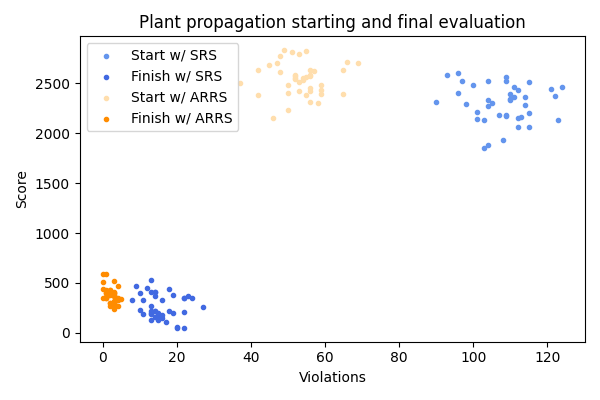 Plant propagation starting and final evaluation
Start w/ SRS
Finish w/ SRS
Start w/ ARRS
Finish w/ ARRS
Score
2500
2000
1500
1000
500
0
0 20 40 60 80 100 120
Violations